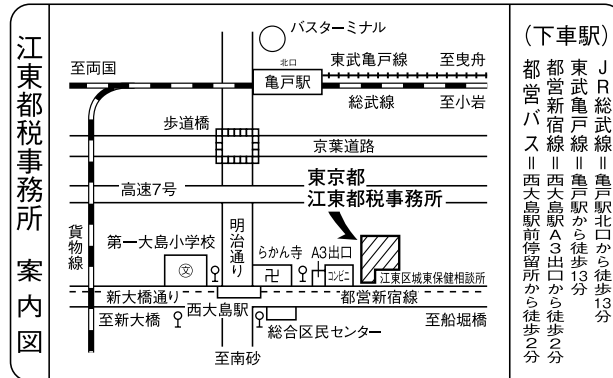 江東都税事務所 案内図
バスターミナル
北口
東武亀戸線
至曳舟
至両国
亀戸駅
総武線
至小岩
歩道橋
京葉道路
東京都
江東都税事務所
高速7号
明治通り
貨物線
第一大島小学校
文
らかん寺
卍
A3出口
コンビニ
江東区城東保健相談所
新大橋通り
都営新宿線
西大島駅
至新大橋
総合区民センター
至船堀橋
至南砂
(下車駅)
JR総武線=亀戸駅北口から徒歩13分
東武亀戸線=亀戸駅から徒歩13分
都営新宿線=西大島駅A3出口から徒歩2分
都営バス=西大島駅前停留所から徒歩2分